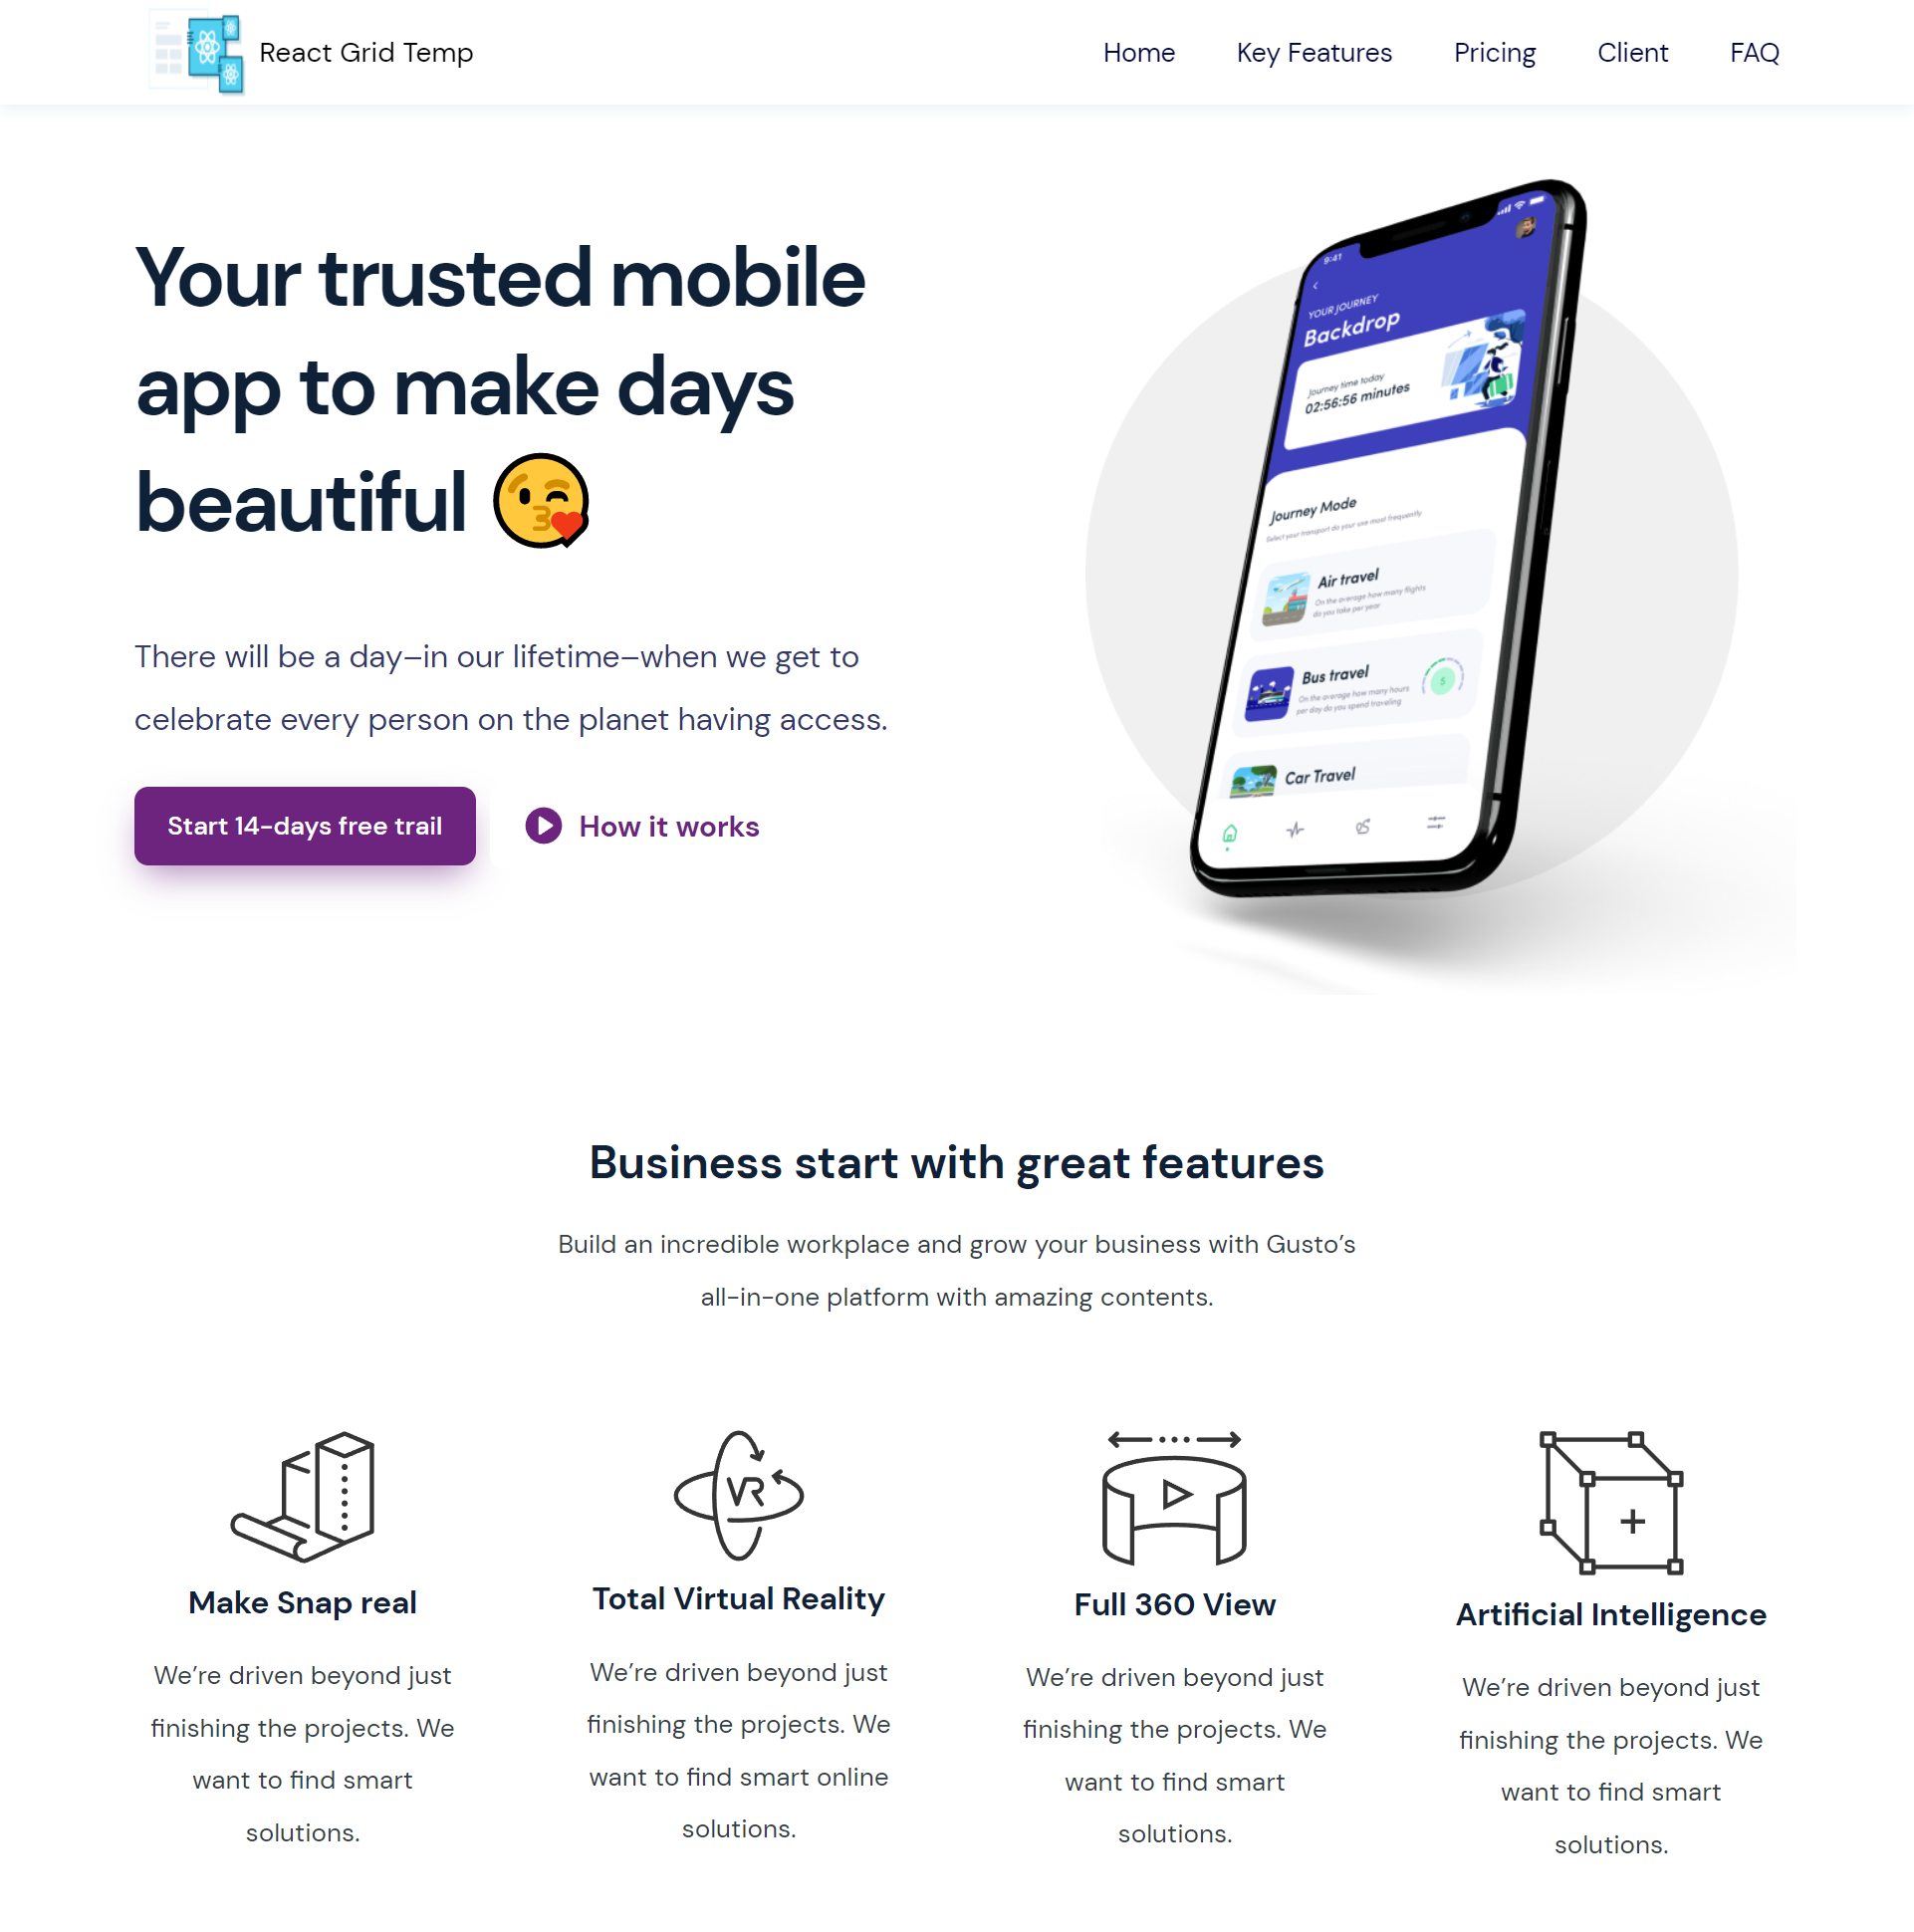 React Grid Temp
Home
Key Features
Pricing
Client
FAQ
Your trusted mobile
app to make days
beautiful
There will be a day–in our lifetime–when we get to
celebrate every person on the planet having access.
Start 14-days free trail
How it works
9:41
YOUR JOURNEY
Backdrop
Journey time today
02:56:56 minutes
Journey Mode
Select your transport do your use most frequently
Air travel
On the average how many flights
do you take per year
Bus travel
On the average how many hours
per day do you spend traveling
5
Car Travel
Business start with great features
Build an incredible workplace and grow your business with Gusto’s
all-in-one platform with amazing contents.
VR
Make Snap real
We’re driven beyond just
finishing the projects. We
want to find smart
solutions.
Total Virtual Reality
We’re driven beyond just
finishing the projects. We
want to find smart online
solutions.
Full 360 View
We’re driven beyond just
finishing the projects. We
want to find smart
solutions.
Artificial Intelligence
We’re driven beyond just
finishing the projects. We
want to find smart
solutions.